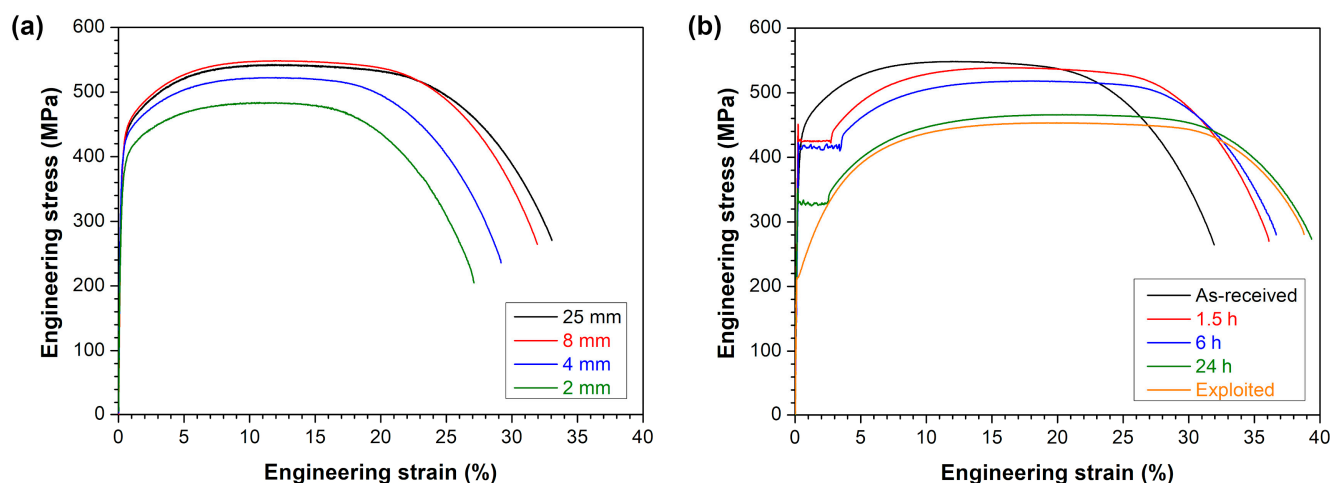 (a)
Engineering stress (MPa)
600
500
400
300
200
100
0
0 5 10 15 20 25 30 35 40
Engineering strain (%)
25 mm
8 mm
4 mm
2 mm
(b)
Engineering stress (MPa)
600
500
400
300
200
100
0
0 5 10 15 20 25 30 35 40
Engineering strain (%)
As-received
1.5 h
6 h
24 h
Exploited